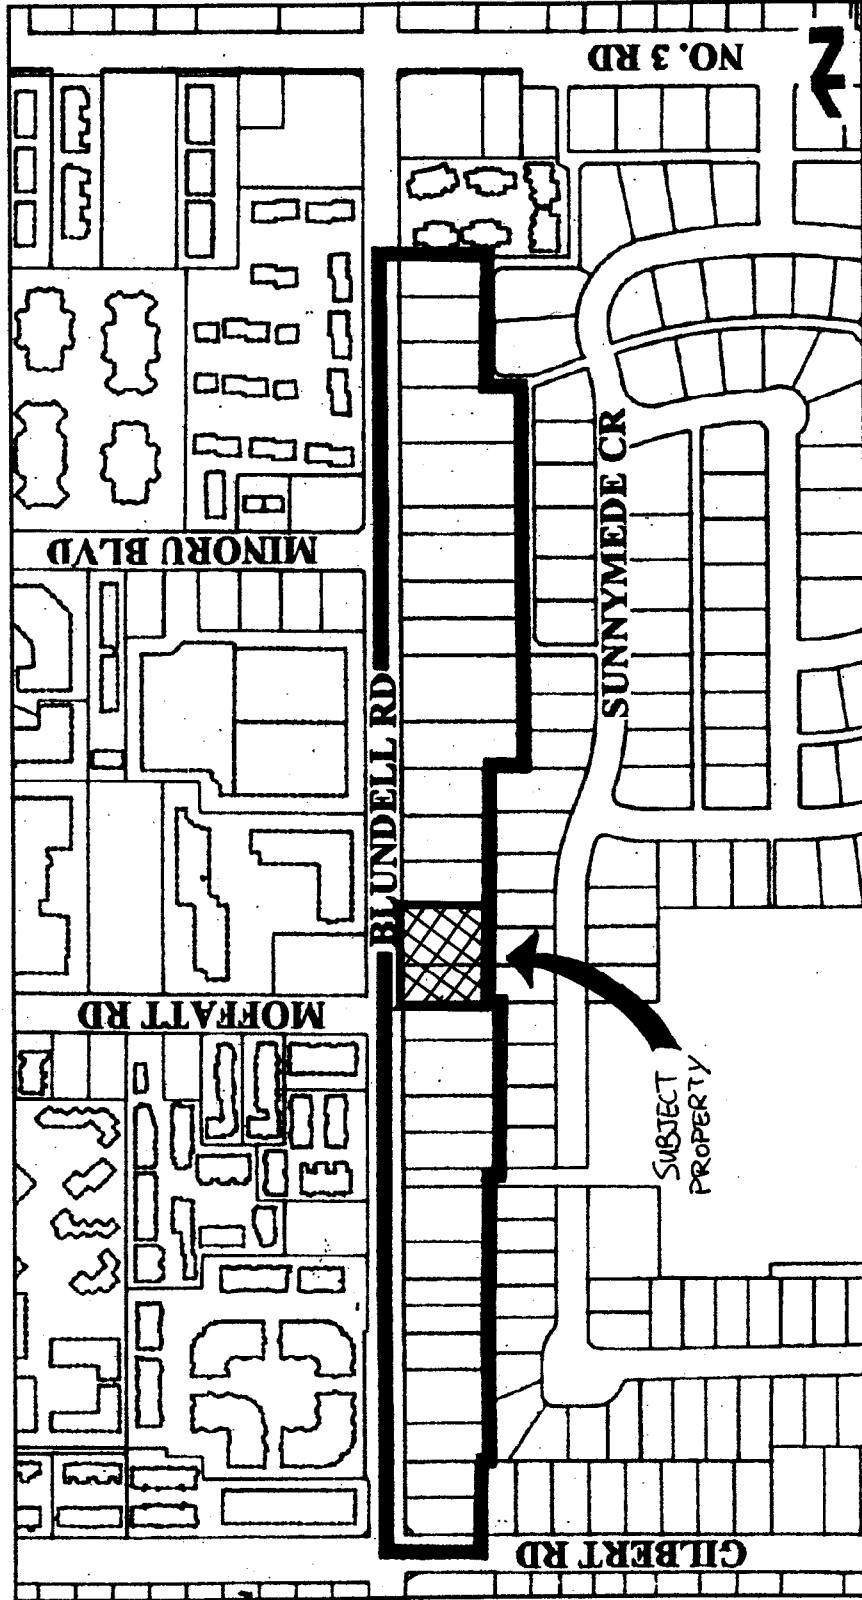 N
NO. 3 RD
MINORU BLVD
SUNNYMEDE CR
BLUNDELL RD
MOFFATT RD
SUBJECT
PROPERTY
GILBERT RD